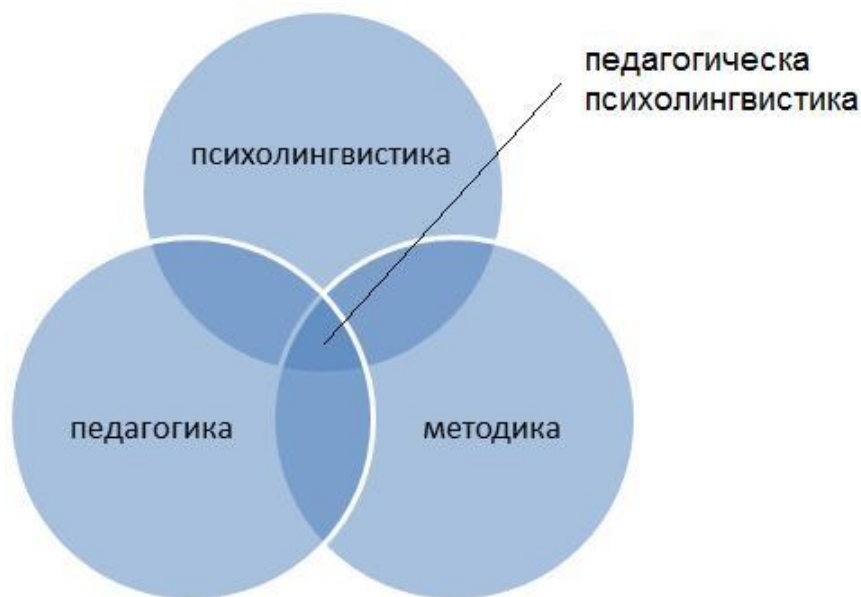 педагогическа
психолингвистика
психолингвистика
педагогика
методика